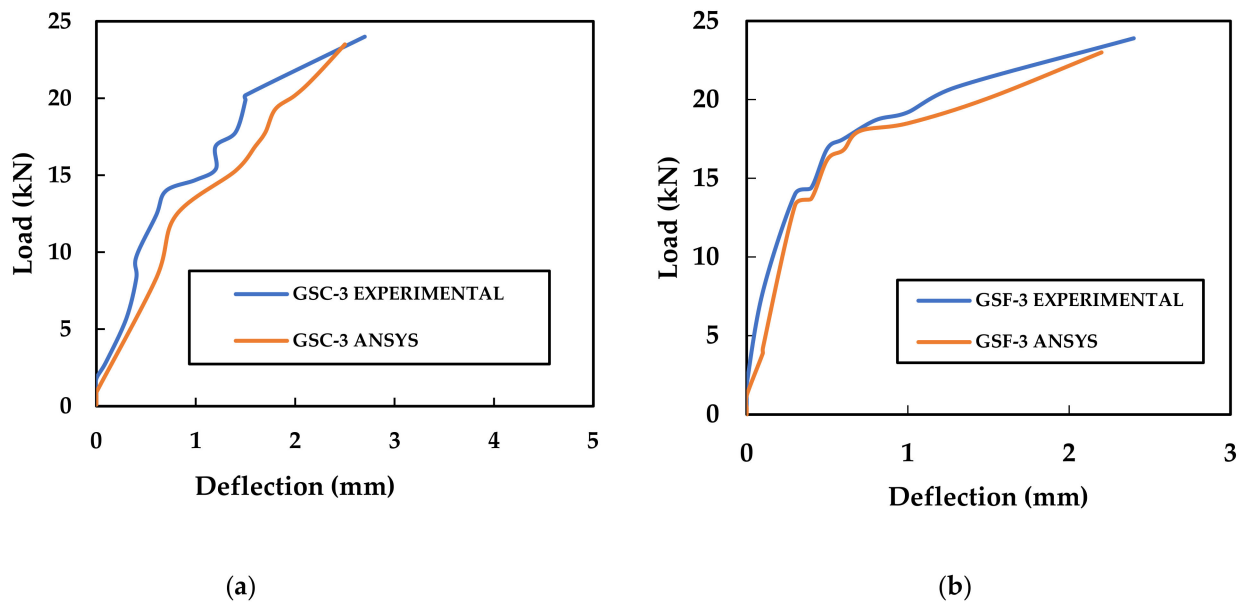 25
20
15
10
5
0
Load (kN)
GSC-3 EXPERIMENTAL
GSC-3 ANSYS
0 1 2 3 4 5
Deflection (mm)
(a)
25
20
15
10
5
0
Load (kN)
GSF-3 EXPERIMENTAL
GSF-3 ANSYS
0 1 2 3
Deflection (mm)
(b)